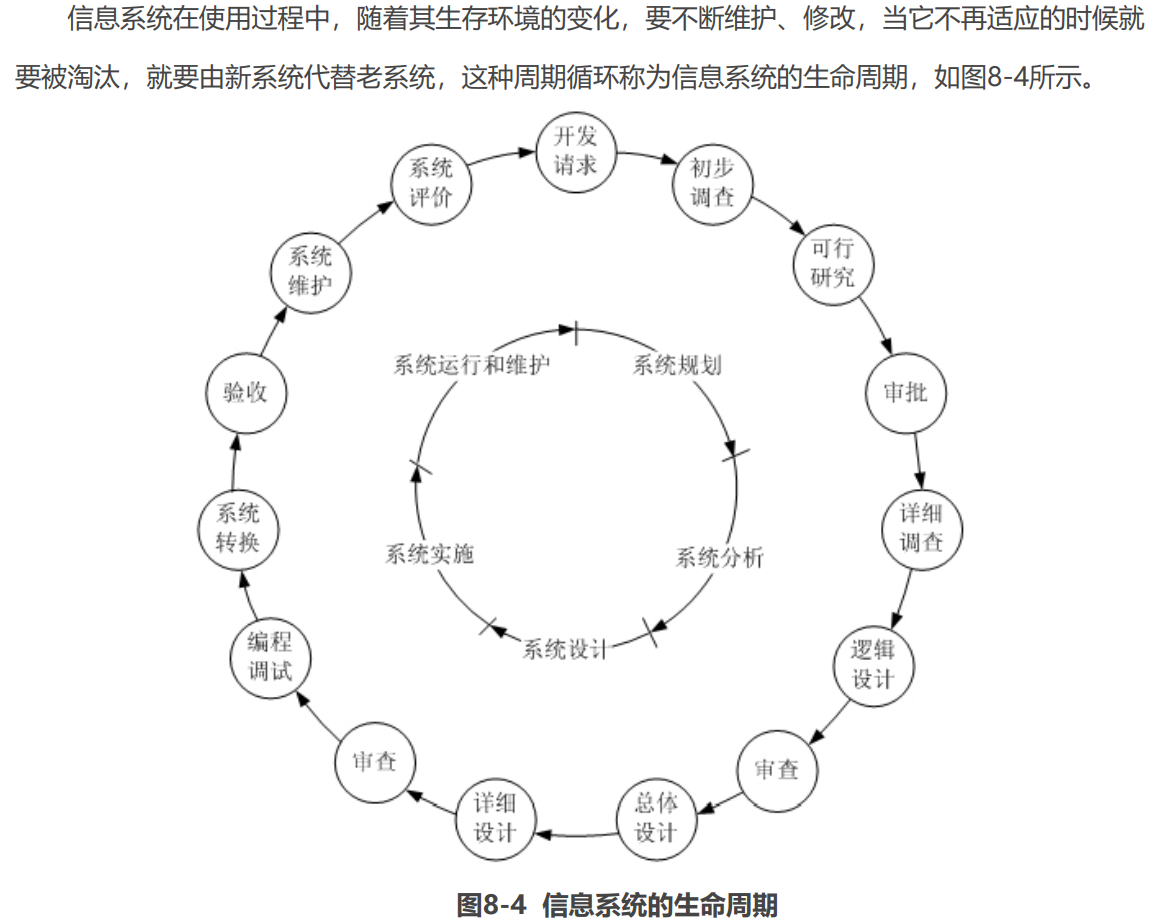 信息系统在使用过程中，随着其生存环境的变化，要不断维护、修改，当它不再适应的时候就
要被淘汰，就要由新系统代替老系统，这种周期循环称为信息系统的生命周期，如图8-4所示。
开发
请求
初步
调查
可行
研究
审批
详细
调查
逻辑
设计
审查
总体
设计
详细
设计
审查
编程
调试
系统
转换
验收
系统
维护
系统
评价
系统规划
系统分析
系统设计
系统实施
系统运行和维护
图8-4 信息系统的生命周期